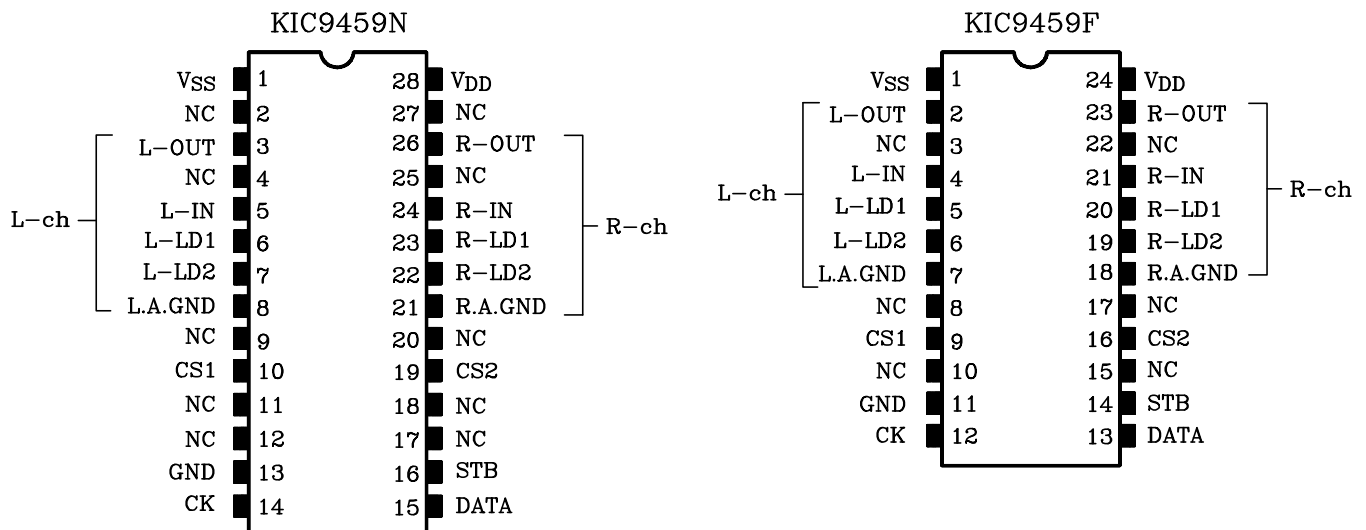 KIC9459N
VSS 1 28 VDD
NC 2 27 NC
L-OUT 3 26 R-OUT
NC 4 25 NC
L-IN 5 24 R-IN
L-ch R-ch
L-LD1 6 23 R-LD1
L-LD2 7 22 R-LD2
L.A.GND 8 21 R.A.GND
NC 9 20 NC
CS1 10 19 CS2
NC 11 18 NC
NC 12 17 NC
GND 13 16 STB
CK 14 15 DATA
KIC9459F
VSS 1 24 VDD
L-OUT 2 23 R-OUT
NC 3 22 NC
L-IN 4 21 R-IN
L-ch R-ch
L-LD1 5 20 R-LD1
L-LD2 6 19 R-LD2
L.A.GND 7 18 R.A.GND
NC 8 17 NC
CS1 9 16 CS2
NC 10 15 NC
GND 11 14 STB
CK 12 13 DATA